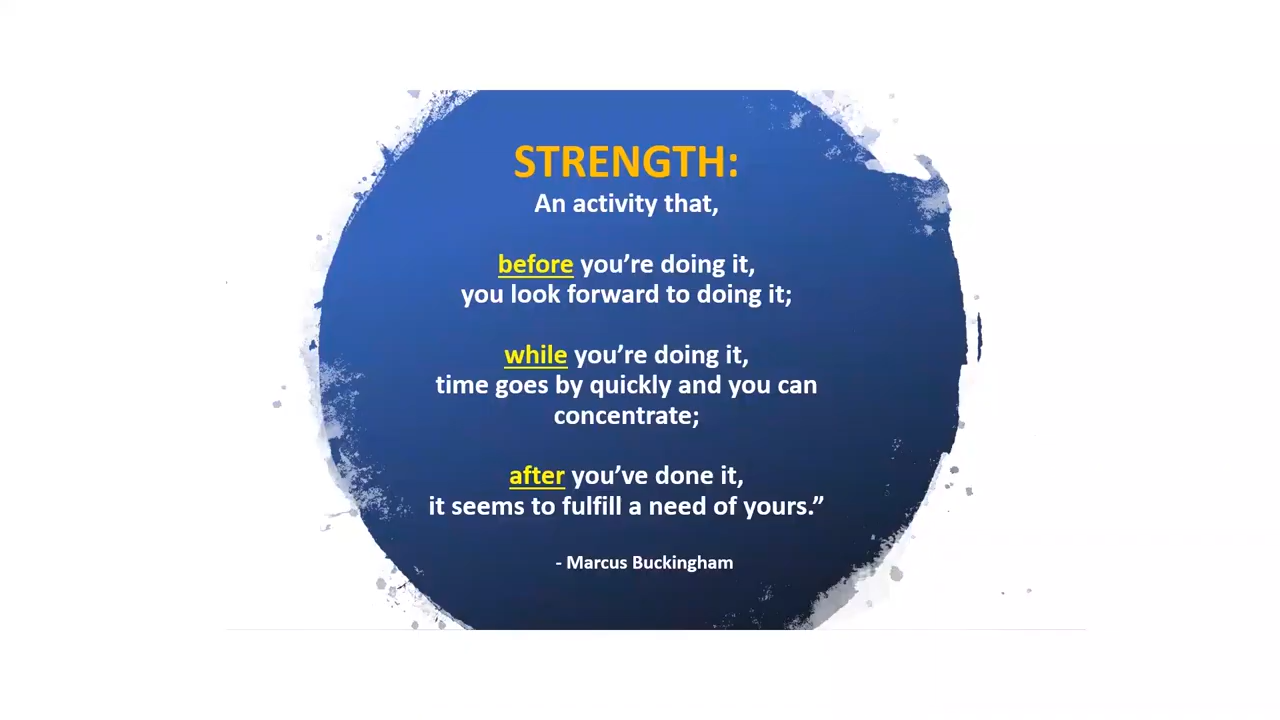 STRENGTH:
An activity that,
before you’re doing it,
you look forward to doing it;
while you’re doing it,
time goes by quickly and you can
concentrate;
after you’ve done it,
it seems to fulfill a need of yours.”
- Marcus Buckingham